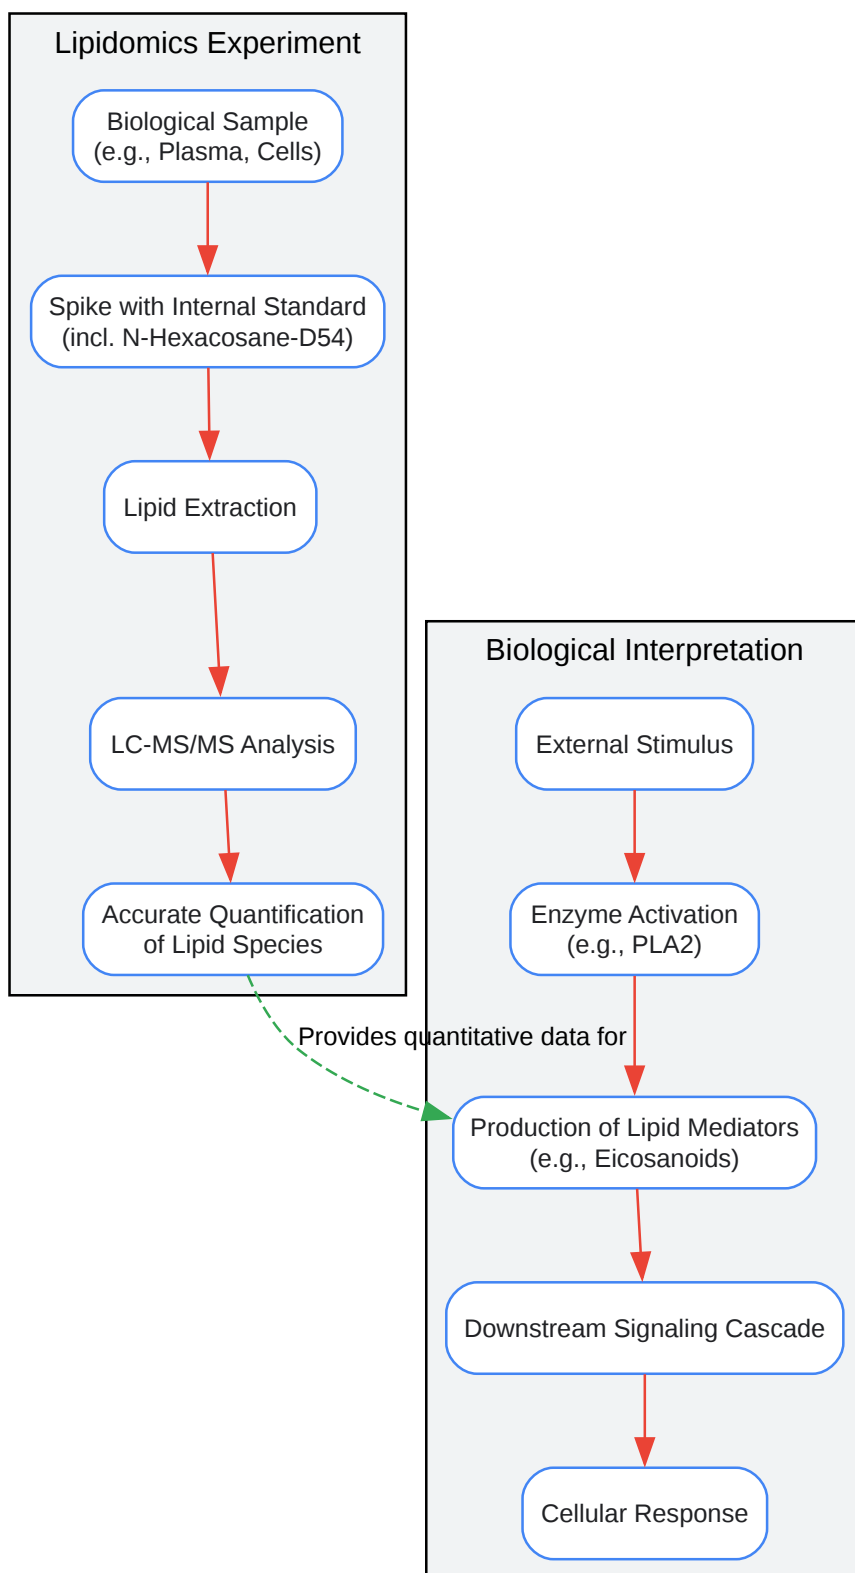 Lipidomics Experiment
Biological Sample
(e.g., Plasma, Cells)
Spike with Internal Standard
(incl. N-Hexacosane-D54)
Lipid Extraction
LC-MS/MS Analysis
Accurate Quantification
of Lipid Species
Provides quantitative data for
Biological Interpretation
External Stimulus
Enzyme Activation
(e.g., PLA2)
Production of Lipid Mediators
(e.g., Eicosanoids)
Downstream Signaling Cascade
Cellular Response